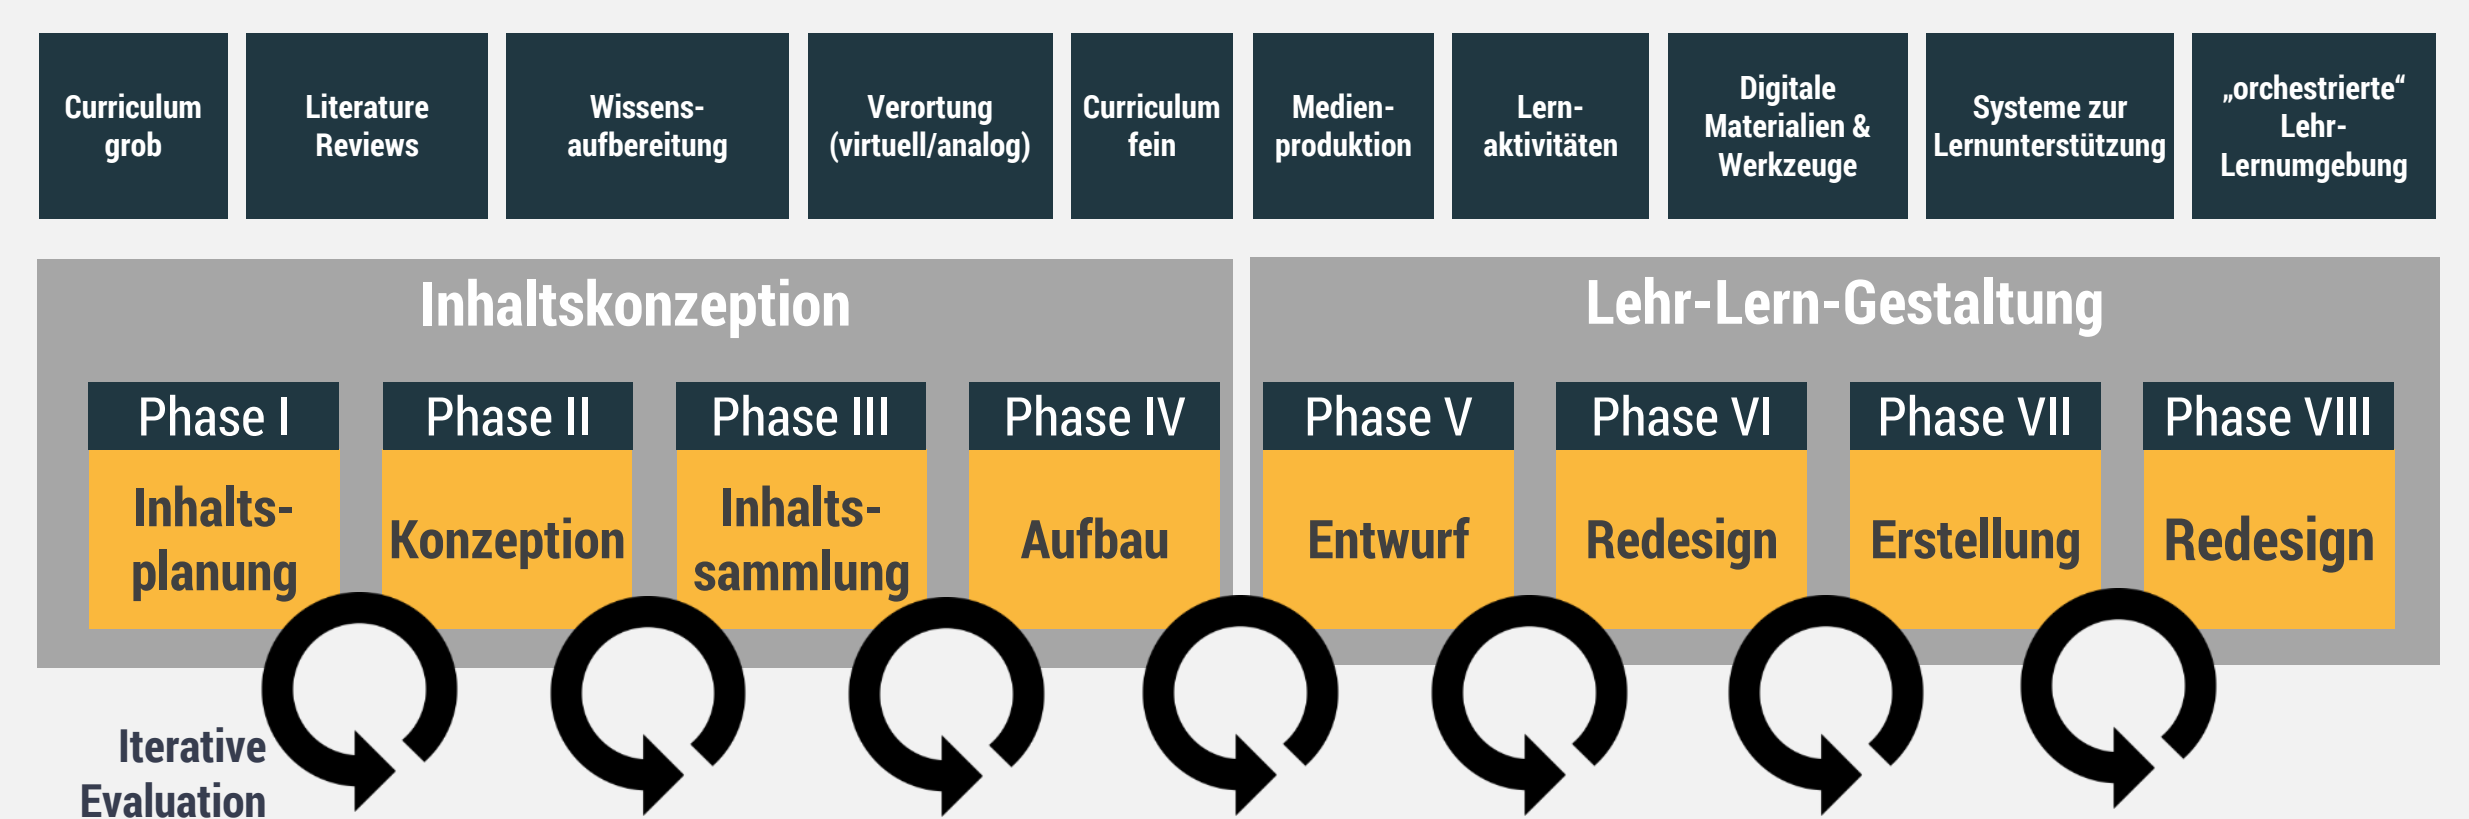 Curriculum
grob
Literature
Reviews
Wissens-
aufbereitung
Verortung
(virtuell/analog)
Curriculum
fein
Medien-
produktion
Lern-
aktivitäten
Digitale
Materialien &
Werkzeuge
Systeme zur
Lernunterstützung
„orchestrierte“
Lehr-
Lernumgebung
Inhaltskonzeption
Lehr-Lern-Gestaltung
Phase I
Inhalts-
planung
Phase II
Konzeption
Phase III
Inhalts-
sammlung
Phase IV
Aufbau
Phase V
Entwurf
Phase VI
Redesign
Phase VII
Erstellung
Phase VIII
Redesign
Iterative
Evaluation